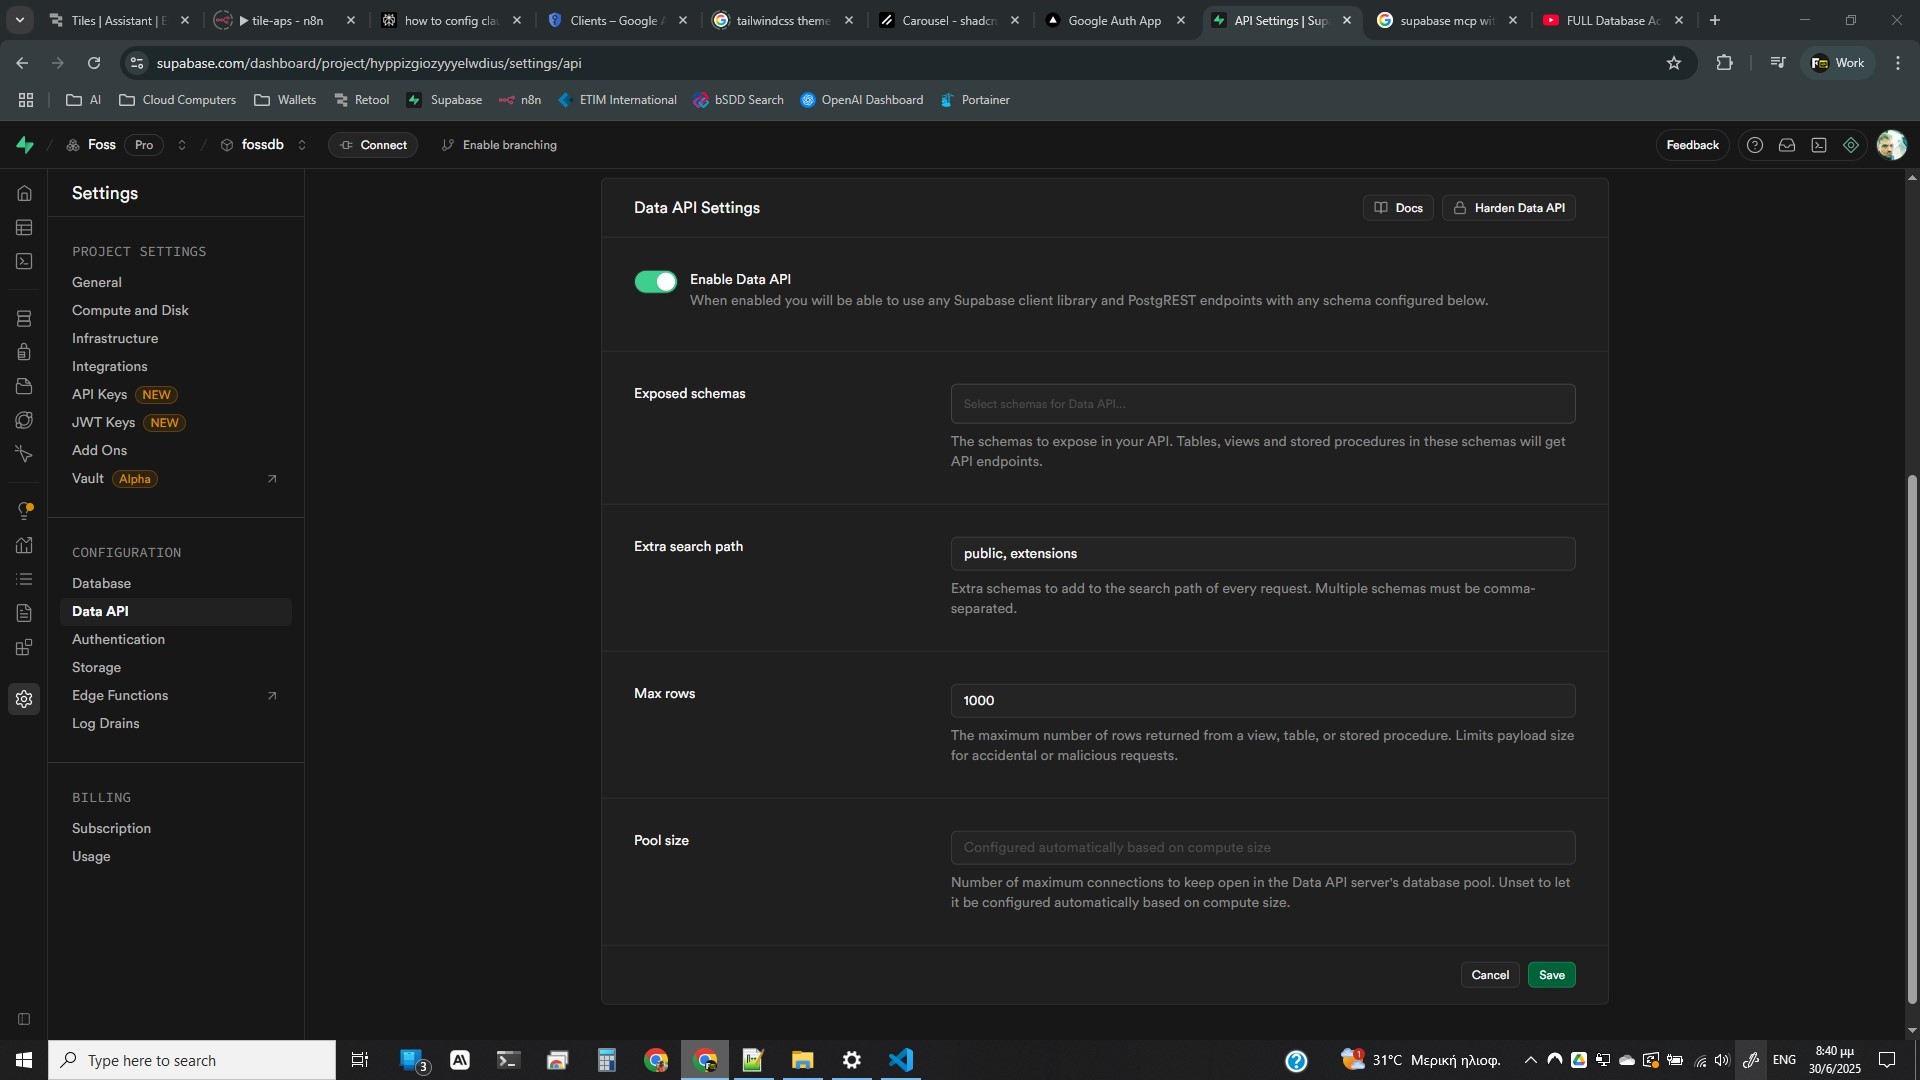 Tiles | Assistant | E
tile-aps - n8n
how to config cla
Clients – Google A
tailwindcss theme
Carousel - shadcn
Google Auth App
API Settings | Sup
supabase mcp wit
FULL Database Ac
supabase.com/dashboard/project/hyppizgiozyyyelwdius/settings/api
Work
AI
Cloud Computers
Wallets
Retool
Supabase
n8n
ETIM International
bSDD Search
OpenAI Dashboard
Portainer
Foss
Pro
fossdb
Connect
Enable branching
Feedback
Settings
PROJECT SETTINGS
General
Compute and Disk
Infrastructure
Integrations
API Keys NEW
JWT Keys NEW
Add Ons
Vault Alpha
CONFIGURATION
Database
Data API
Authentication
Storage
Edge Functions
Log Drains
BILLING
Subscription
Usage
Data API Settings
Docs
Harden Data API
Enable Data API
When enabled you will be able to use any Supabase client library and PostgREST endpoints with any schema configured below.
Exposed schemas
Select schemas for Data API...
The schemas to expose in your API. Tables, views and stored procedures in these schemas will get
API endpoints.
Extra search path
public, extensions
Extra schemas to add to the search path of every request. Multiple schemas must be comma-
separated.
Max rows
1000
The maximum number of rows returned from a view, table, or stored procedure. Limits payload size
for accidental or malicious requests.
Pool size
Configured automatically based on compute size
Number of maximum connections to keep open in the Data API server's database pool. Unset to let
it be configured automatically based on compute size.
Cancel
Save
Type here to search
3
1
31°C Μερική ηλιοφ.
ENG
8:40 μμ
30/6/2025